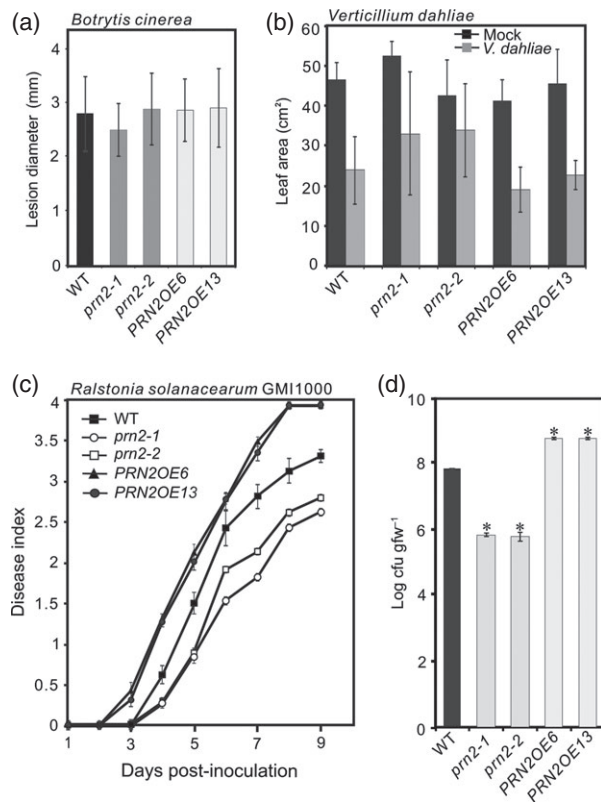 (a)
Botrytis cinerea
Lesion diameter (mm)
4
3
2
1
0
WT
prn2-1
prn2-2
PRN2OE6
PRN2OE13
(b)
Verticillium dahliae
Mock
V. dahliae
Leaf area (cm²)
60
50
40
30
20
10
0
WT
prn2-1
prn2-2
PRN2OE6
PRN2OE13
(c)
Ralstonia solanacearum GMI1000
WT
prn2-1
prn2-2
PRN2OE6
PRN2OE13
Disease index
4
3.5
3
2.5
2
1.5
1
0.5
0
1 3 5 7 9
Days post-inoculation
(d)
Log cfu gfw⁻¹
10
8
6
4
2
0
* * * *
WT
prn2-1
prn2-2
PRN2OE6
PRN2OE13